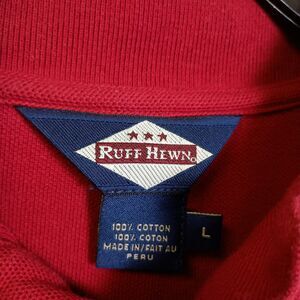 RUFF HEWN®
100% COTTON
100% COTON
MADE IN/FAIT AU
PERU
L